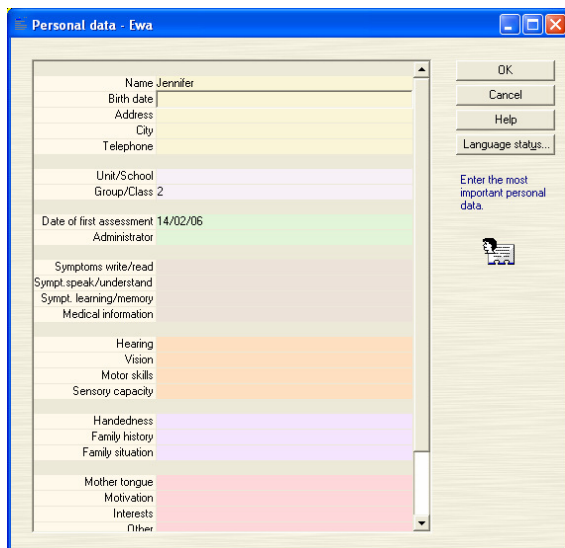 Personal data - Ewa
Name Jennifer
Birth date
Address
City
Telephone
Unit/School
Group/Class 2
Date of first assessment 14/02/06
Administrator
Symptoms write/read
Sympt.speak/understand
Sympt. learning/memory
Medical information
Hearing
Vision
Motor skills
Sensory capacity
Handedness
Family history
Family situation
Mother tongue
Motivation
Interests
Other
OK
Cancel
Help
Language status...
Enter the most
important personal
data.